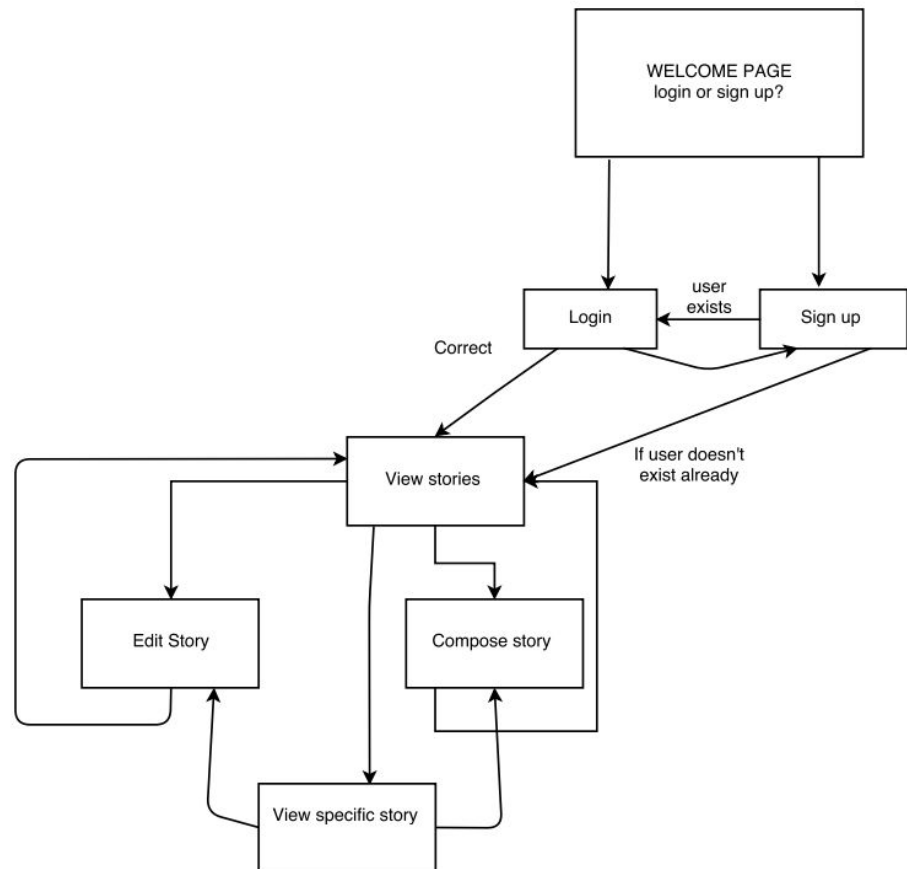 WELCOME PAGE
login or sign up?
Login
user
exists
Sign up
Correct
If user doesn't
exist already
View stories
Edit Story
Compose story
View specific story